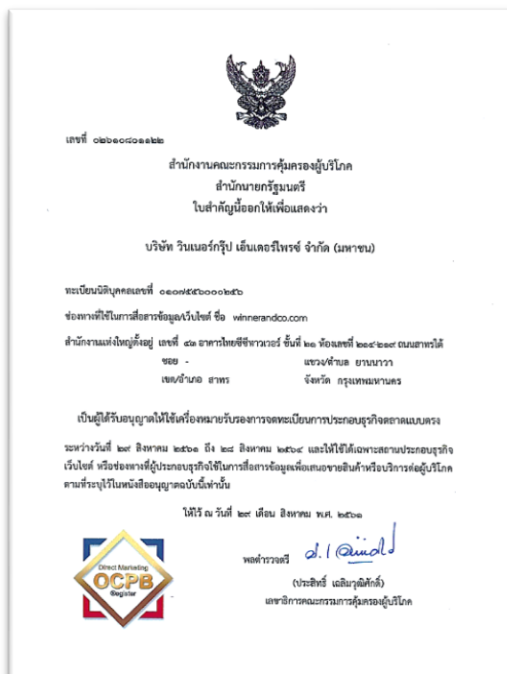 เลขที่ ๐๒๖๑๐๘๐๑๑๒๒
สำนักงานคณะกรรมการคุ้มครองผู้บริโภค
สำนักนายกรัฐมนตรี
ใบสำคัญนี้ออกให้เพื่อแสดงว่า
บริษัท วินเนอร์กรุ๊ป เอ็นเตอร์ไพรซ์ จำกัด (มหาชน)
ทะเบียนนิติบุคคลเลขที่ ๐๑๐๗๕๕๖๐๐๐๒๕๖
ช่องทางที่ใช้ในการสื่อสารข้อมูล/เว็บไซต์ ชื่อ winnerandco.com
สำนักงานแห่งใหญ่ตั้งอยู่ เลขที่ ๔๓ อาคารไทยซีซีทาวเวอร์ ชั้นที่ ๒๑ ห้องเลขที่ ๒๑๔-๒๑๙ ถนนสาทรใต้
ซอย - แขวง/ตำบล ยานนาวา
เขต/อำเภอ สาทร จังหวัด กรุงเทพมหานคร
เป็นผู้ได้รับอนุญาตให้ใช้เครื่องหมายรับรองการจดทะเบียนการประกอบธุรกิจตลาดแบบตรง
ระหว่างวันที่ ๒๙ สิงหาคม ๒๕๖๑ ถึง ๒๘ สิงหาคม ๒๕๖๔ และให้ใช้ได้เฉพาะสถานประกอบธุรกิจ
เว็บไซต์ หรือช่องทางที่ผู้ประกอบธุรกิจใช้ในการสื่อสารข้อมูลเพื่อเสนอขายสินค้าหรือบริการต่อผู้บริโภค
ตามที่ระบุไว้ในหนังสืออนุญาตฉบับนี้เท่านั้น
ให้ไว้ ณ วันที่ ๒๙ เดือน สิงหาคม พ.ศ. ๒๕๖๑
พลตำรวจตรี
(ประสิทธิ์ เฉลิมวุฒิศักดิ์)
เลขาธิการคณะกรรมการคุ้มครองผู้บริโภค
Direct Marketing
OCPB
Register